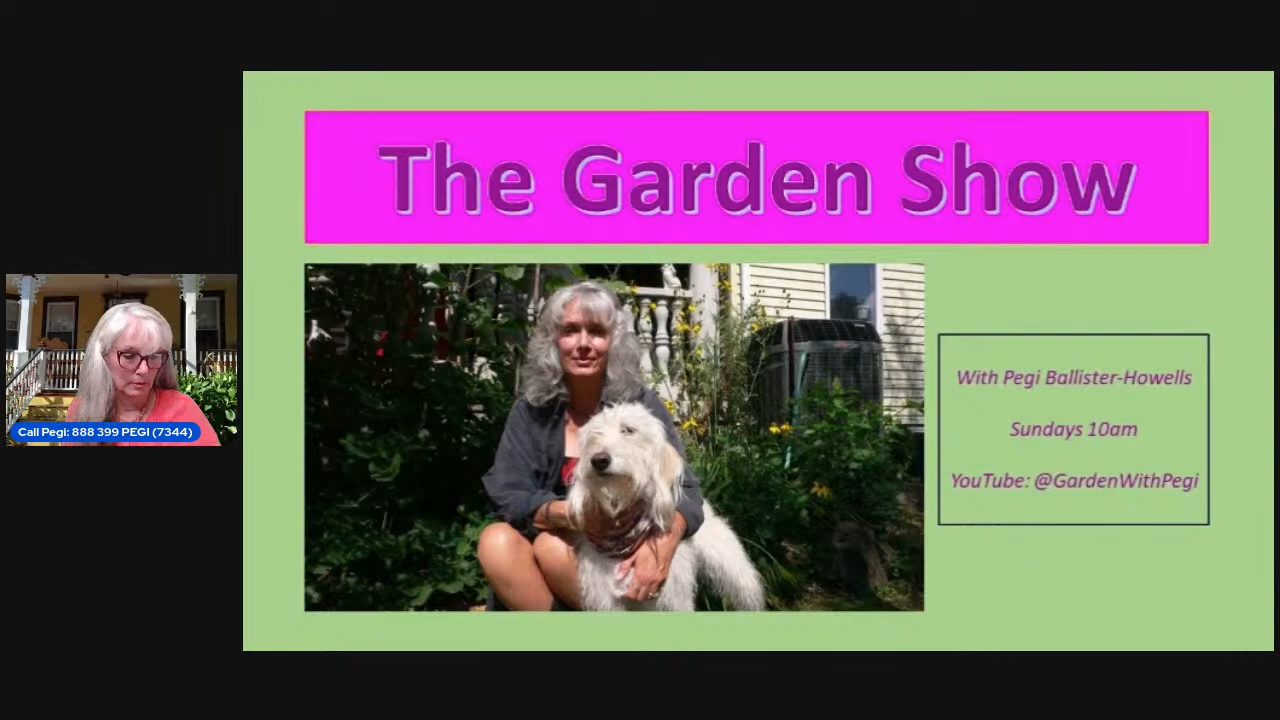 The Garden Show
Call Pegi: 888 399 PEGI (7344)
With Pegi Ballister-Howells
Sundays 10am
YouTube: @GardenWithPegi